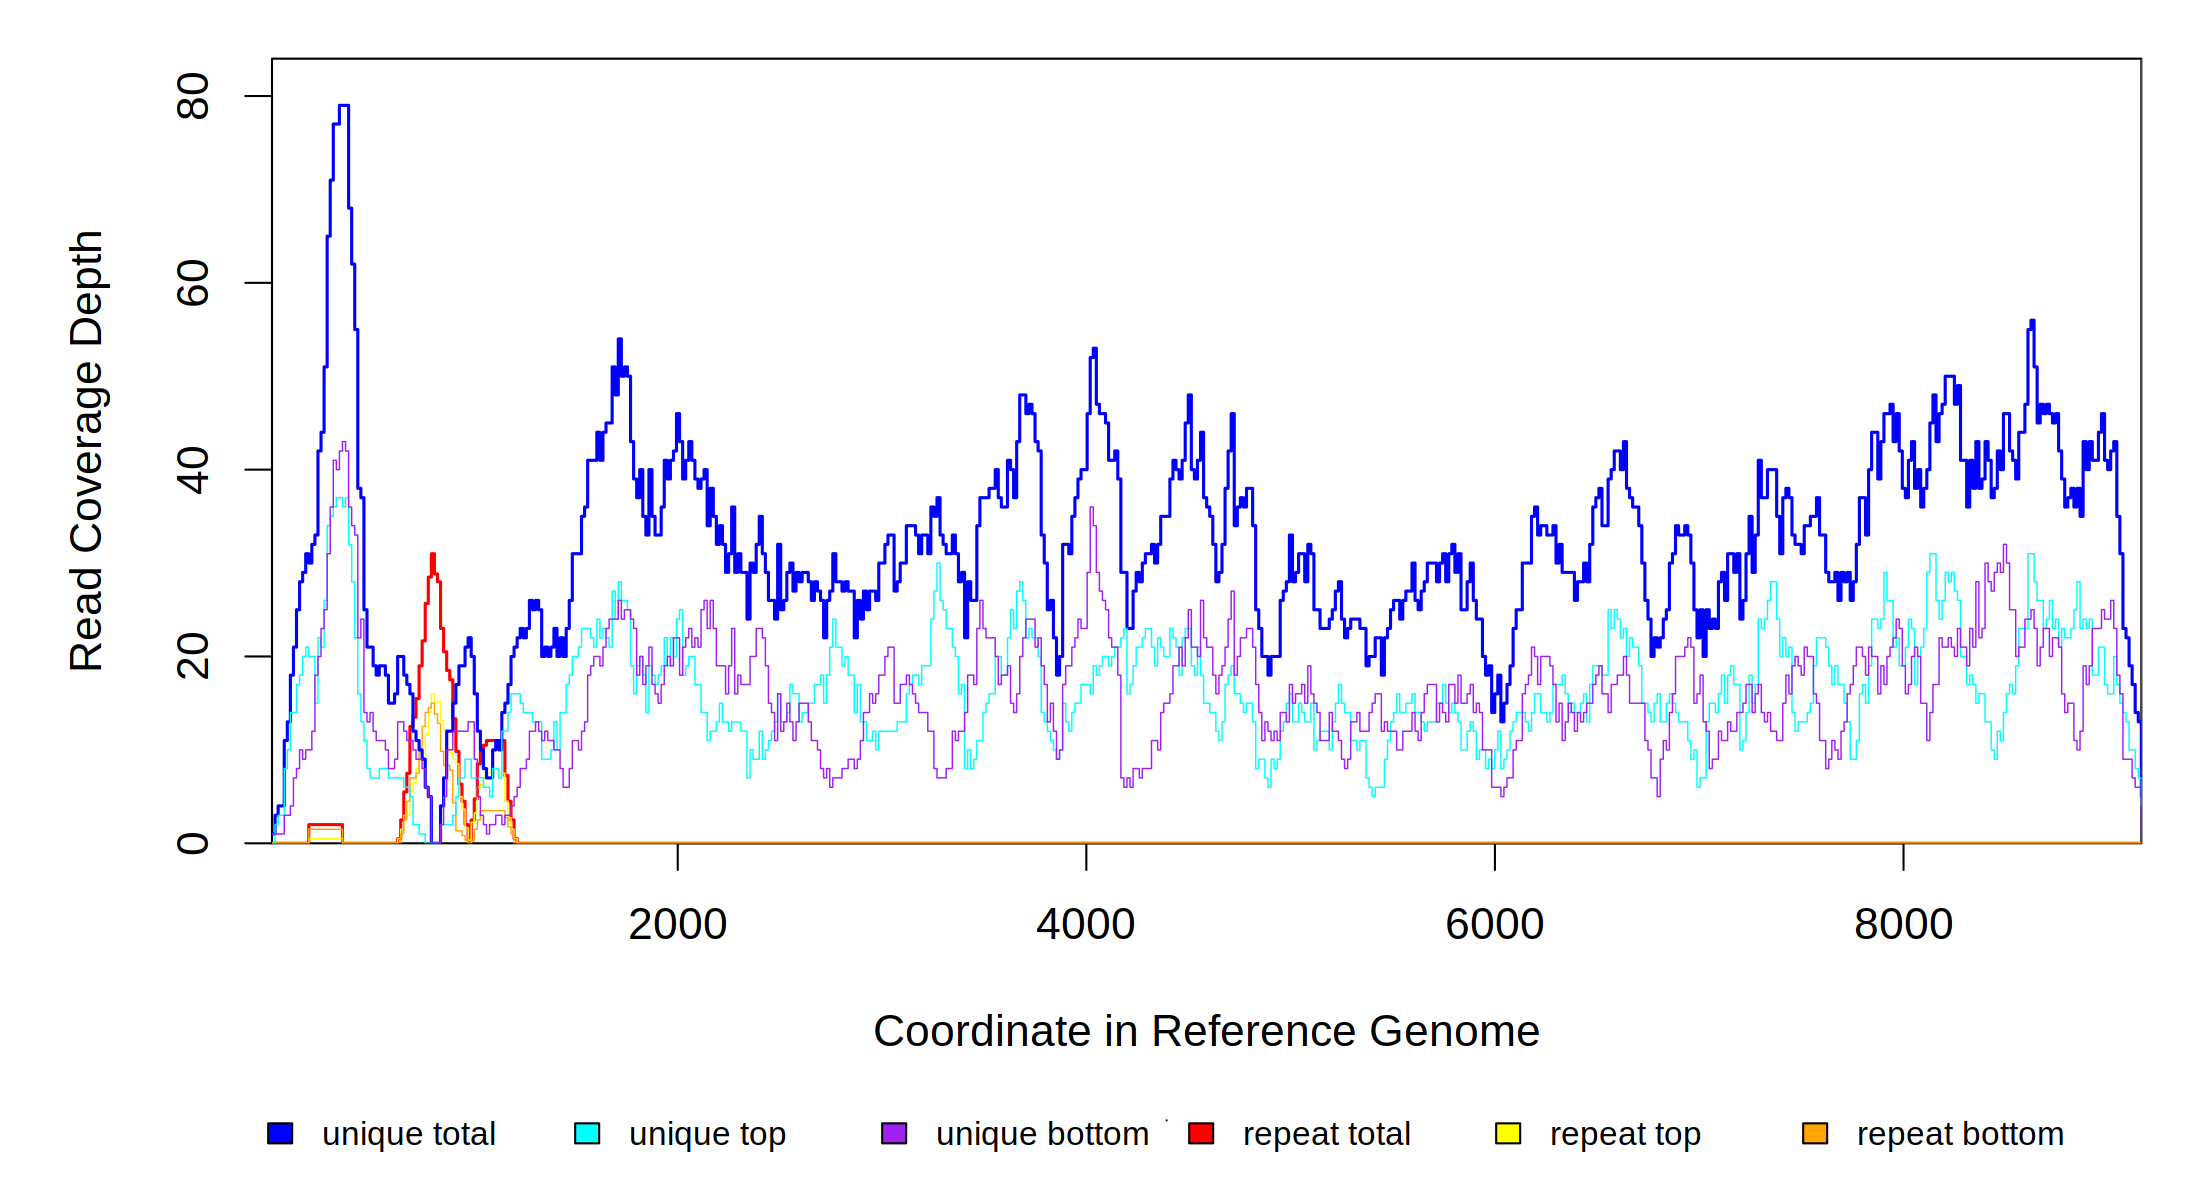 80
60
40
20
0
Read Coverage Depth
2000 4000 6000 8000
Coordinate in Reference Genome
unique total unique top unique bottom repeat total repeat top repeat bottom